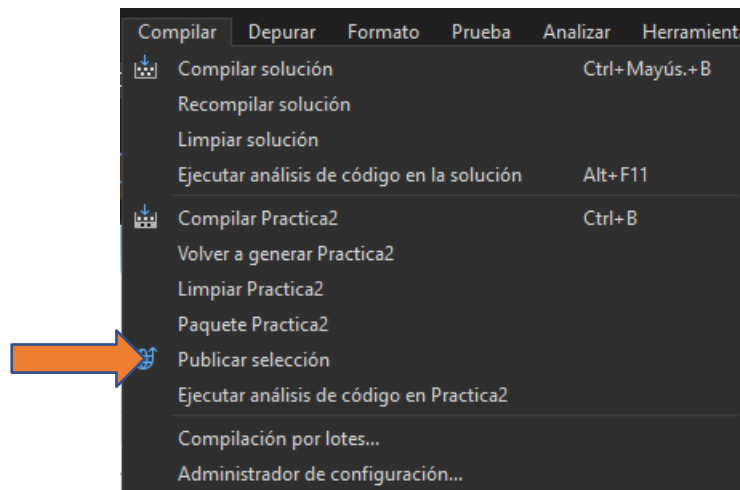 Compilar Depurar Formato Prueba Analizar Herramient
Compilar solución Ctrl+Mayús.+B
Recompilar solución
Limpiar solución
Ejecutar análisis de código en la solución Alt+F11
Compilar Practica2 Ctrl+B
Volver a generar Practica2
Limpiar Practica2
Paquete Practica2
Publicar selección
Ejecutar análisis de código en Practica2
Compilación por lotes...
Administrador de configuración...